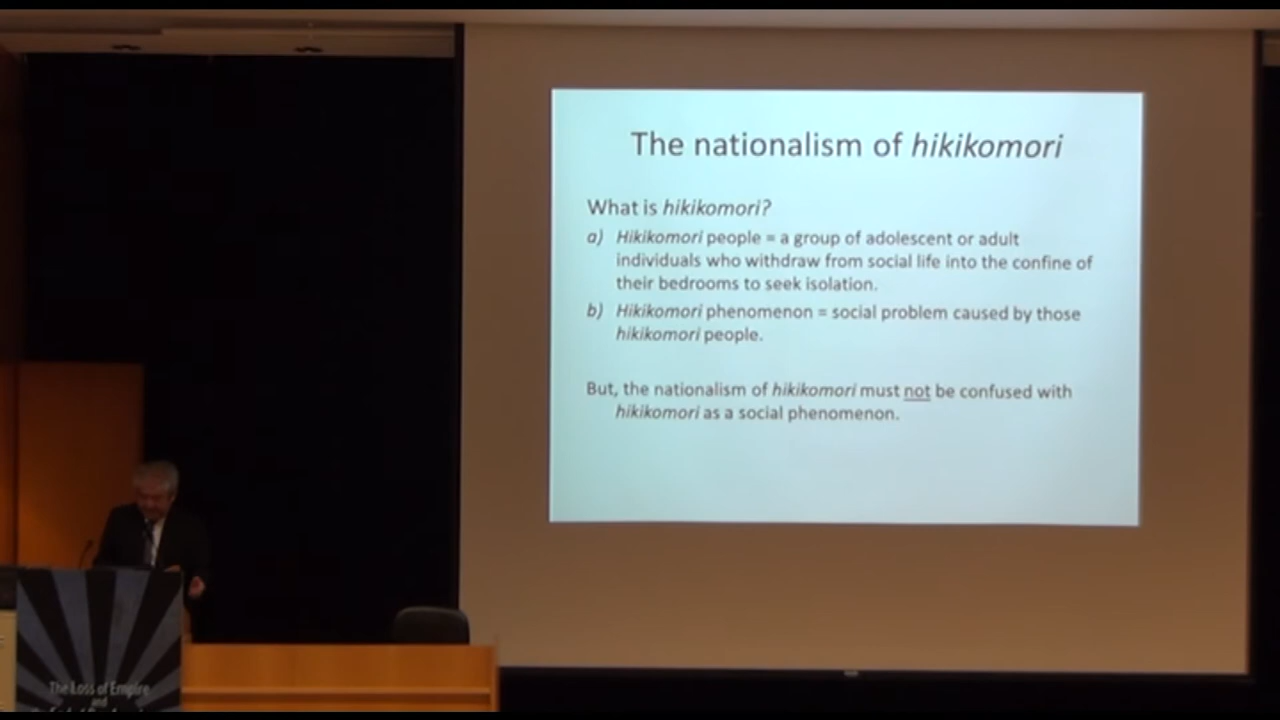 The nationalism of hikikomori
What is hikikomori?
a) Hikikomori people = a group of adolescent or adult
individuals who withdraw from social life into the confine of
their bedrooms to seek isolation.
b) Hikikomori phenomenon = social problem caused by those
hikikomori people.
But, the nationalism of hikikomori must not be confused with
hikikomori as a social phenomenon.
The Loss of Empire
and